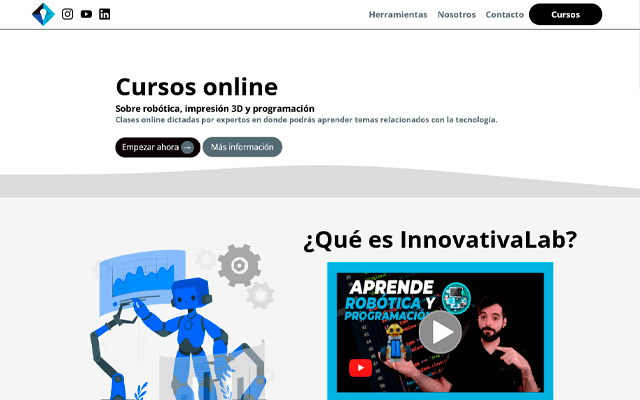 Herramientas Nosotros Contacto Cursos
Cursos online
Sobre robótica, impresión 3D y programación
Clases online dictadas por expertos en donde podrás aprender temas relacionados con la tecnología.
Empezar ahora → Más información
¿Qué es InnovativaLab?
APRENDE
ROBÓTICA Y
PROGRAMACIÓN